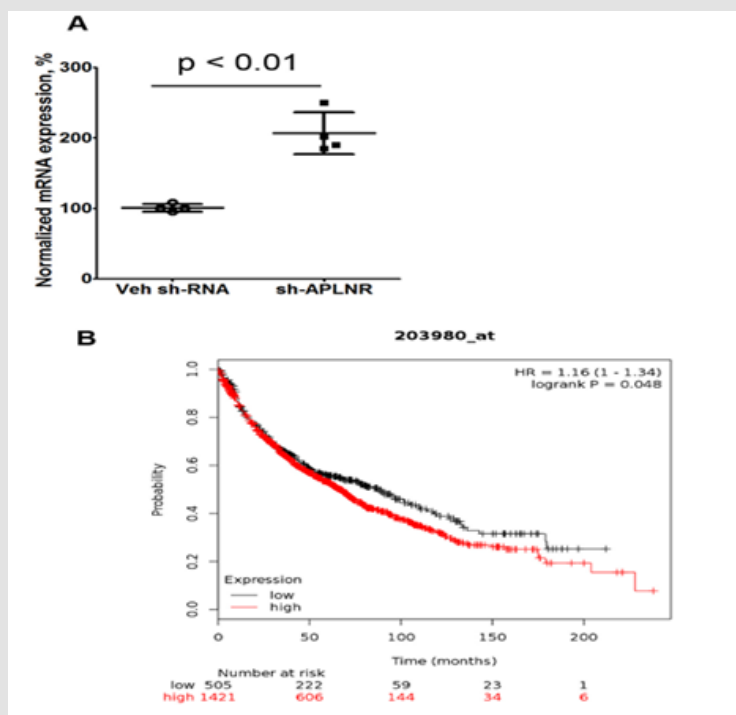 A
Normalized mRNA expression, %
300
200
100
0
p < 0.01
Veh sh-RNA sh-APLNR
B
203980_at
HR = 1.16 (1 - 1.34)
logrank P = 0.048
Probability
1.0
0.8
0.6
0.4
0.2
0.0
Expression
low
high
0 50 100 150 200
Time (months)
Number at risk
low 505 222 59 23 1
high 1421 606 144 34 6